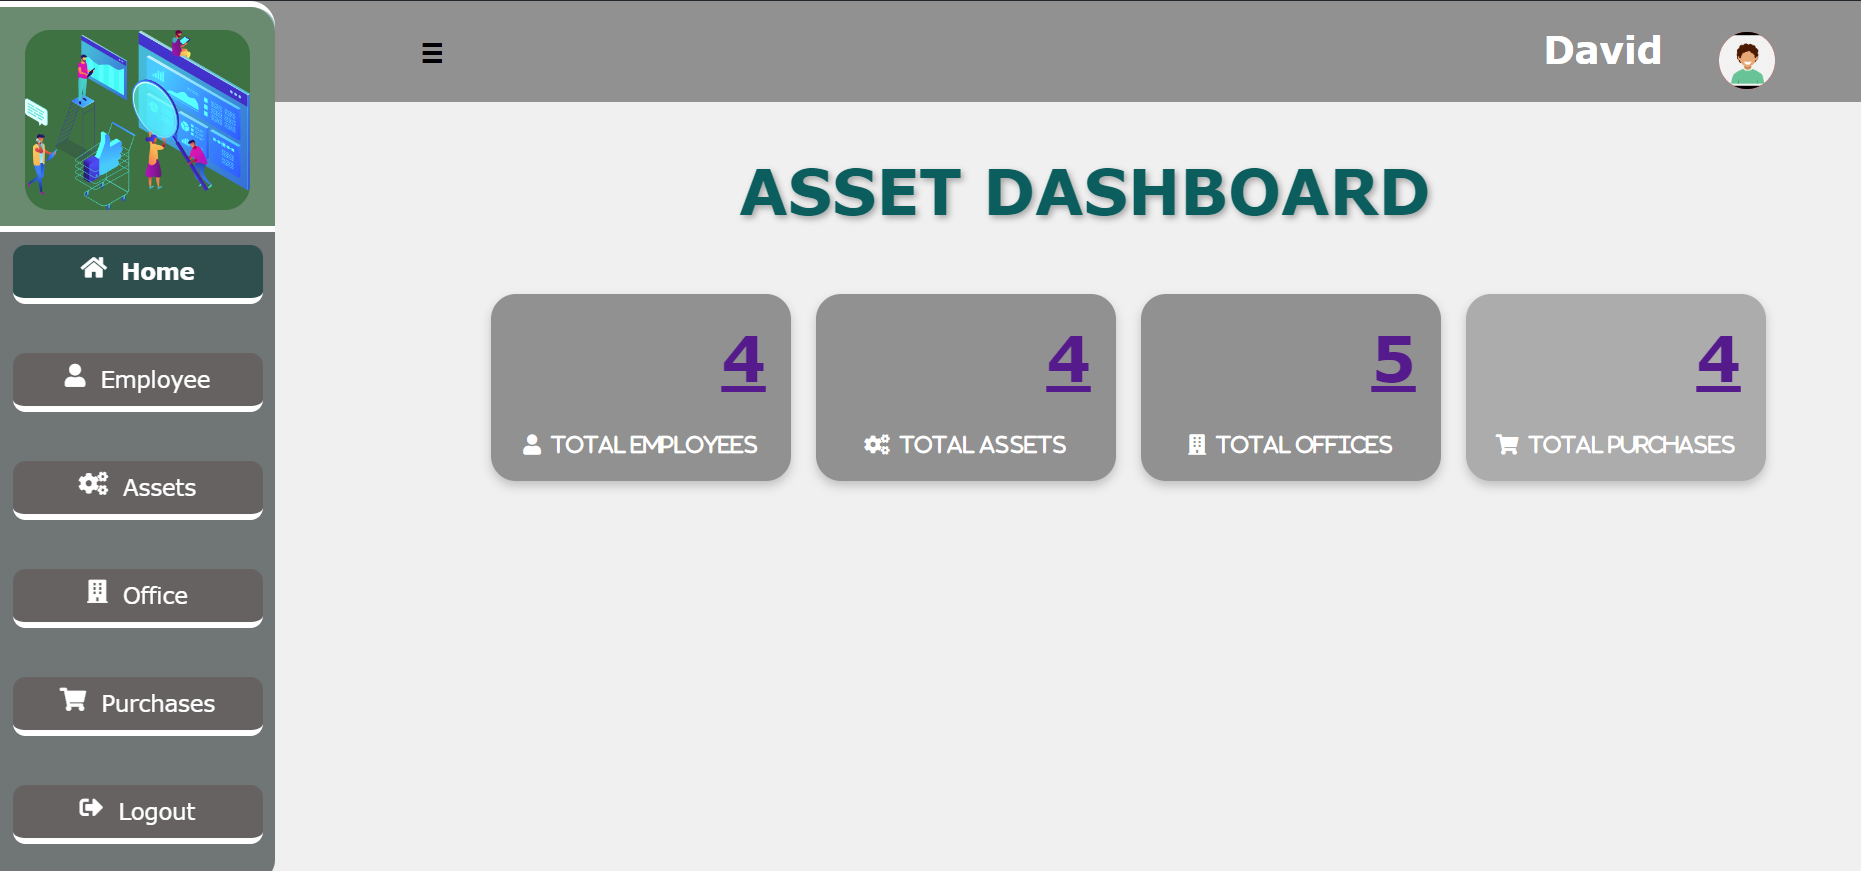 David
Home
Employee
Assets
Office
Purchases
Logout
ASSET DASHBOARD
4
TOTAL EMPLOYEES
4
TOTAL ASSETS
5
TOTAL OFFICES
4
TOTAL PURCHASES